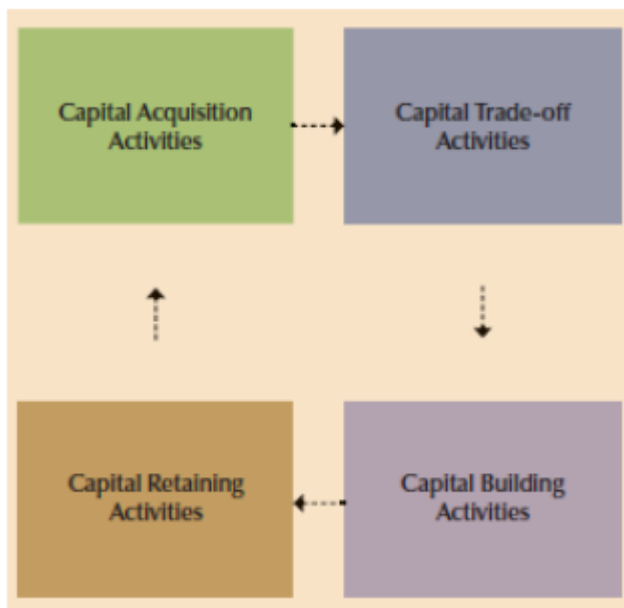 Capital Acquisition
Activities
Capital Trade-off
Activities
Capital Retaining
Activities
Capital Building
Activities